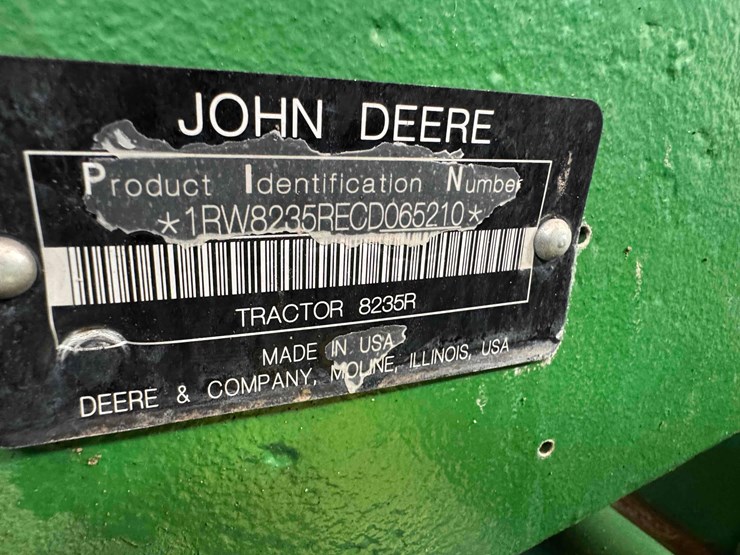 JOHN DEERE
Product Identification Number
*1RW8235RECD065210*
TRACTOR 8235R
MADE IN USA
DEERE & COMPANY, MOLINE, ILLINOIS, USA